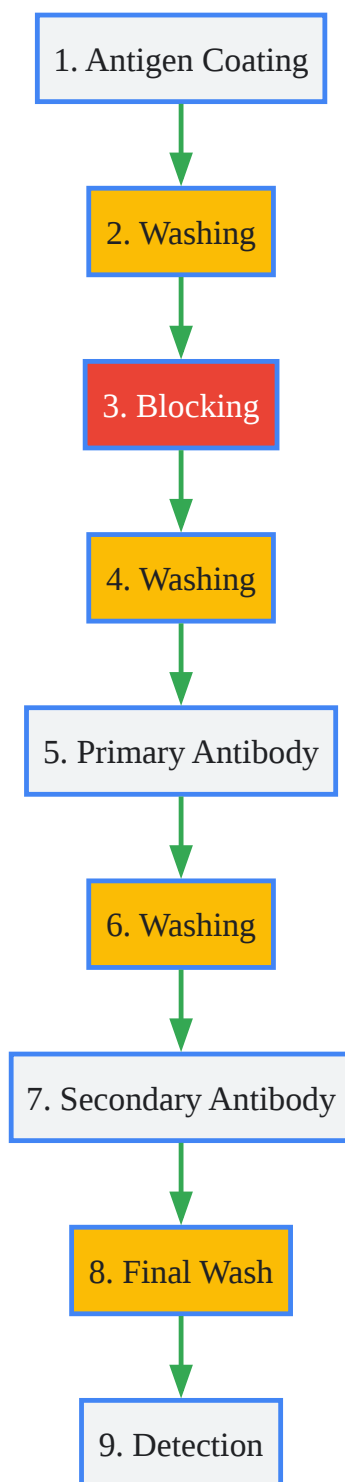 1. Antigen Coating
2. Washing
3. Blocking
4. Washing
5. Primary Antibody
6. Washing
7. Secondary Antibody
8. Final Wash
9. Detection